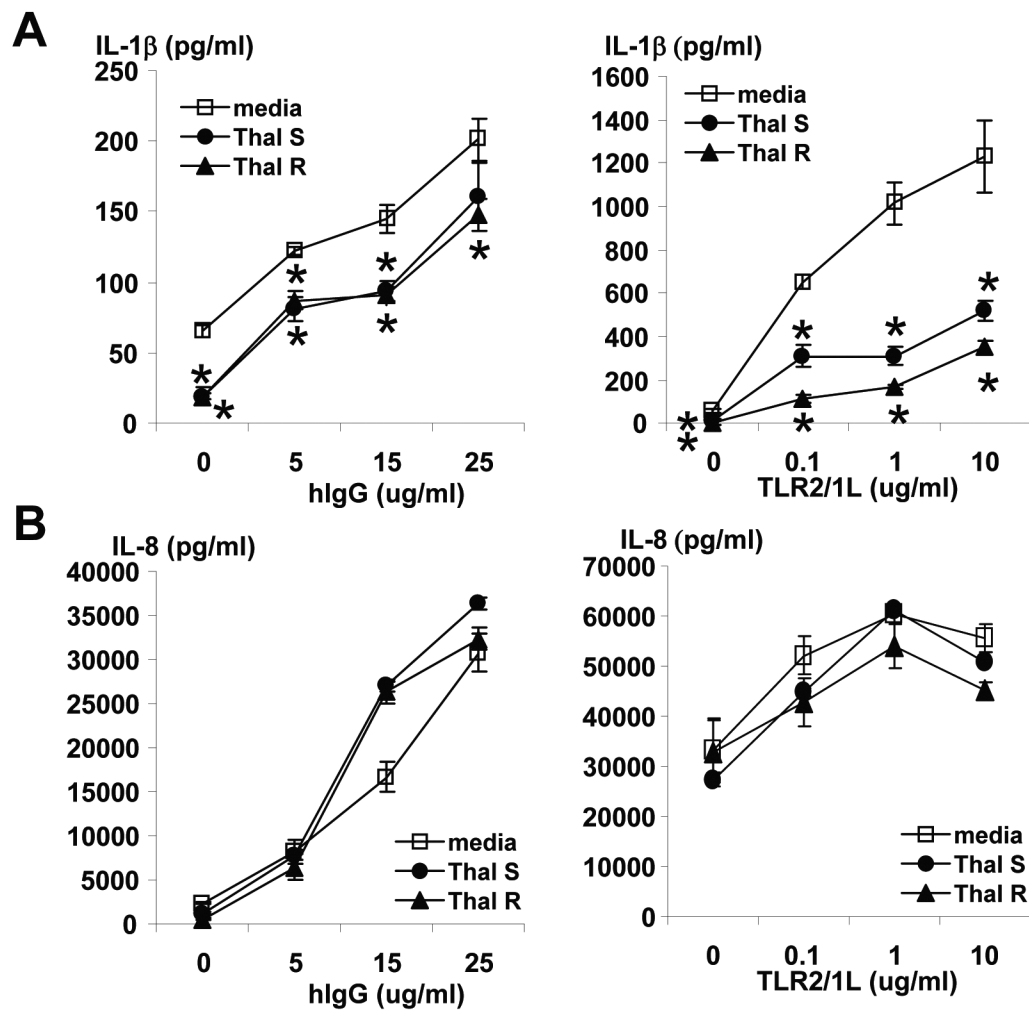 A
IL-1β (pg/ml)
250
200
150
100
50
0
media
Thal S
Thal R
* * * * * *
*
0 5 15 25
hIgG (ug/ml)
IL-1β (pg/ml)
1600
1400
1200
1000
800
600
400
200
0
media
Thal S
Thal R
* * * *
* * * *
0 0.1 1 10
TLR2/1L (ug/ml)
B
IL-8 (pg/ml)
40000
35000
30000
25000
20000
15000
10000
5000
0
media
Thal S
Thal R
0 5 15 25
hIgG (ug/ml)
IL-8 (pg/ml)
70000
60000
50000
40000
30000
20000
10000
0
media
Thal S
Thal R
0 0.1 1 10
TLR2/1L (ug/ml)